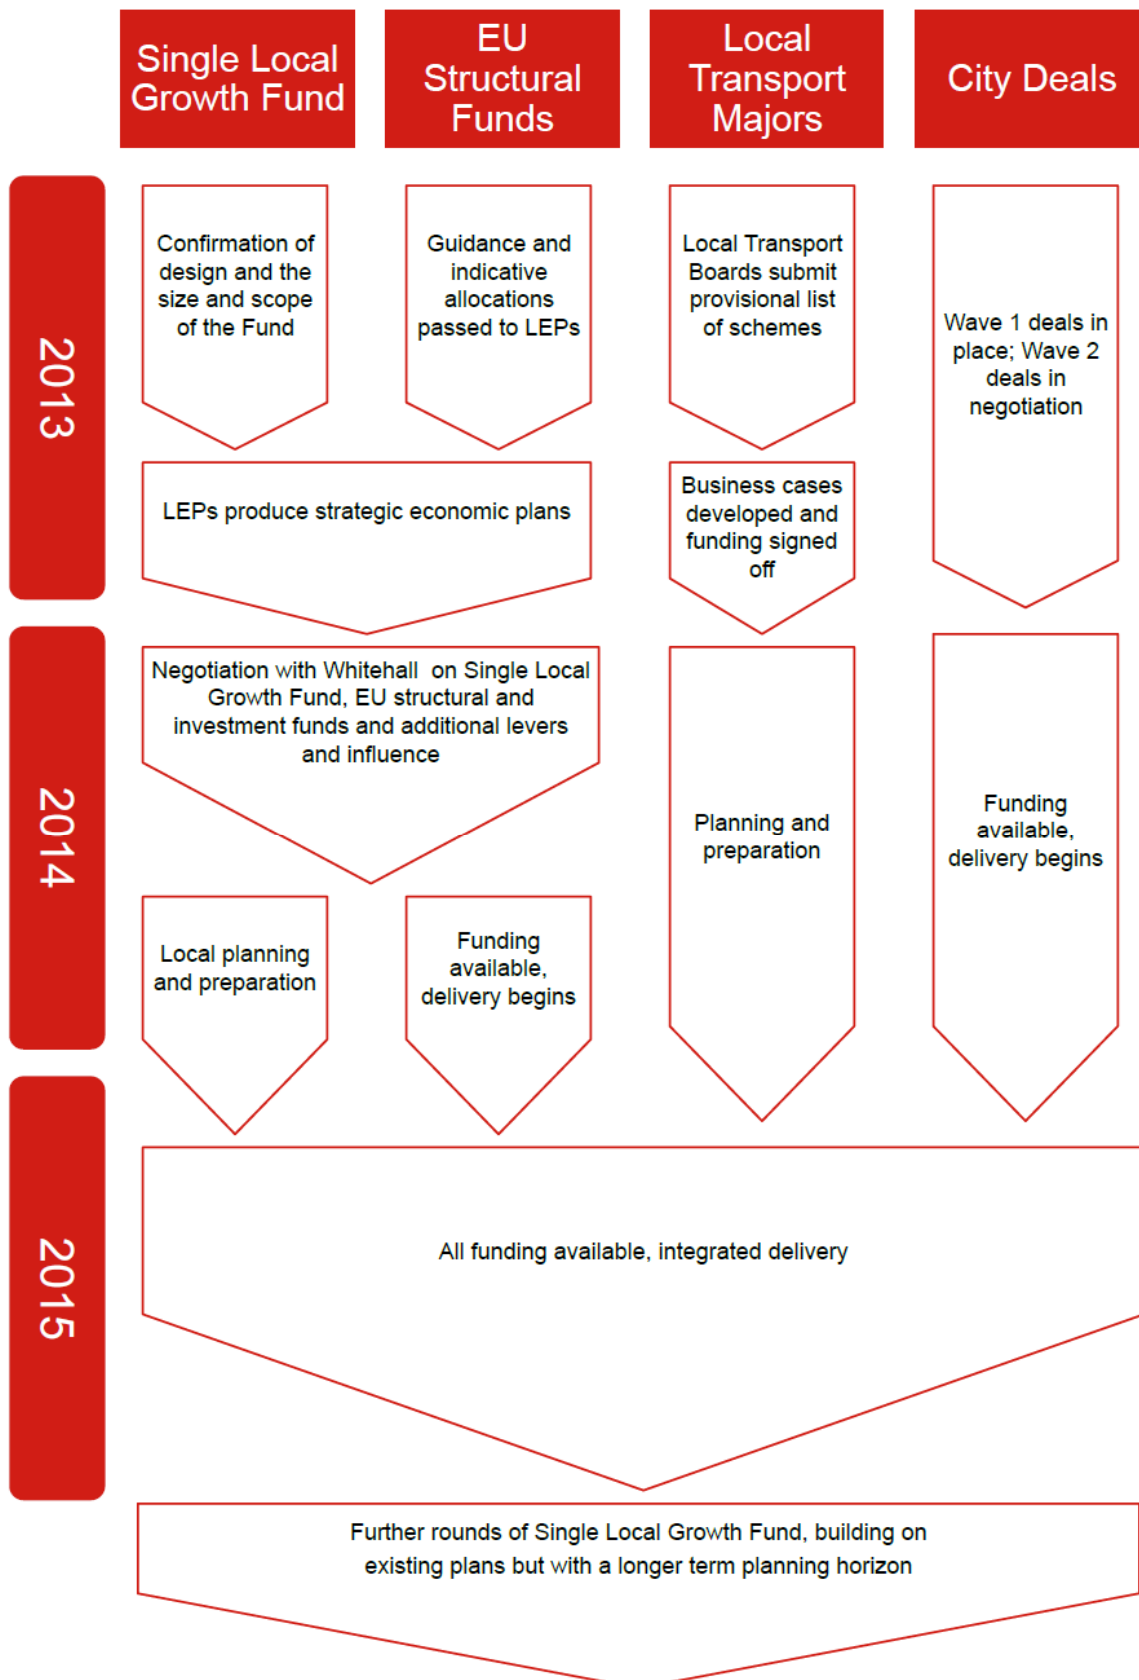 Single Local
Growth Fund
EU
Structural
Funds
Local
Transport
Majors
City Deals
2013
Confirmation of
design and the
size and scope
of the Fund
Guidance and
indicative
allocations
passed to LEPs
Local Transport
Boards submit
provisional list
of schemes
Wave 1 deals in
place; Wave 2
deals in
negotiation
LEPs produce strategic economic plans
Business cases
developed and
funding signed
off
2014
Negotiation with Whitehall on Single Local
Growth Fund, EU structural and
investment funds and additional levers
and influence
Planning and
preparation
Funding
available,
delivery begins
Local planning
and preparation
Funding
available,
delivery begins
2015
All funding available, integrated delivery
Further rounds of Single Local Growth Fund, building on
existing plans but with a longer term planning horizon